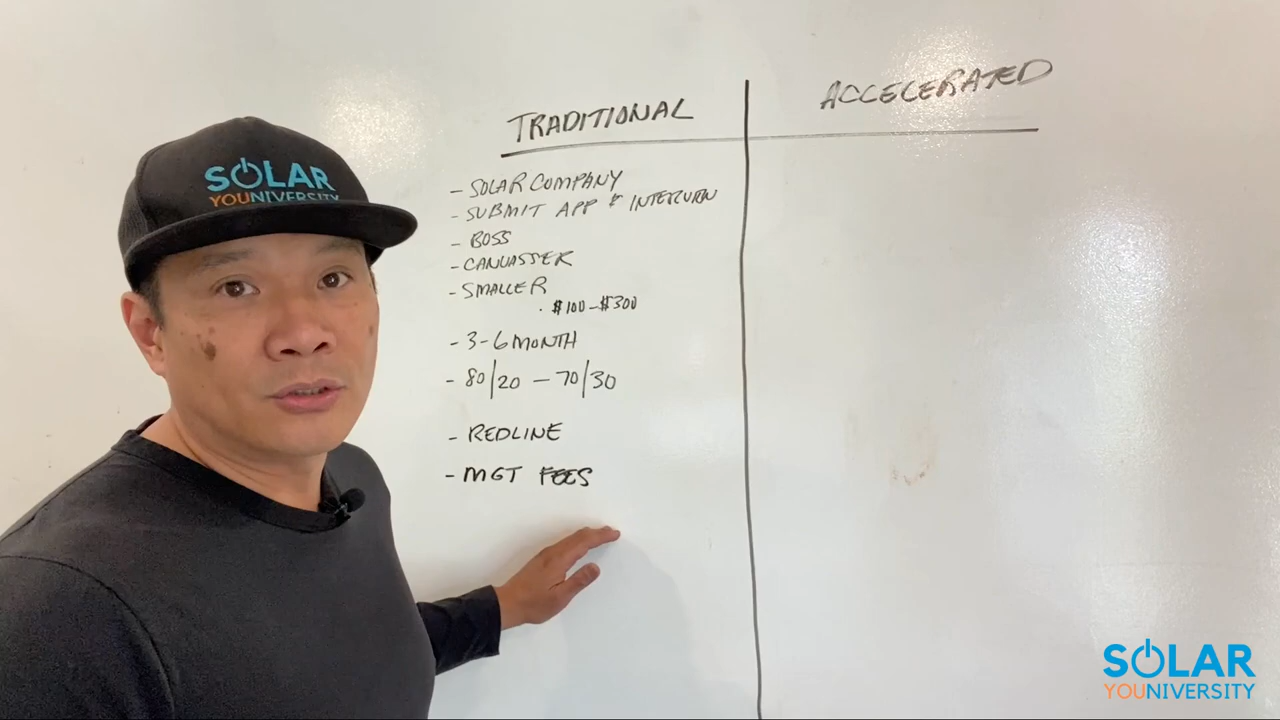 SOLAR
YOUNIVERSITY
TRADITIONAL
ACCELERATED
- SOLAR COMPANY
- SUBMIT APP & INTERVIEW
- BOSS
- CANVASSER
- SMALLER
· $100 - $300
- 3-6 MONTH
- 80/20 - 70/30
- REDLINE
- MGT FEES
SOLAR
YOUNIVERSITY